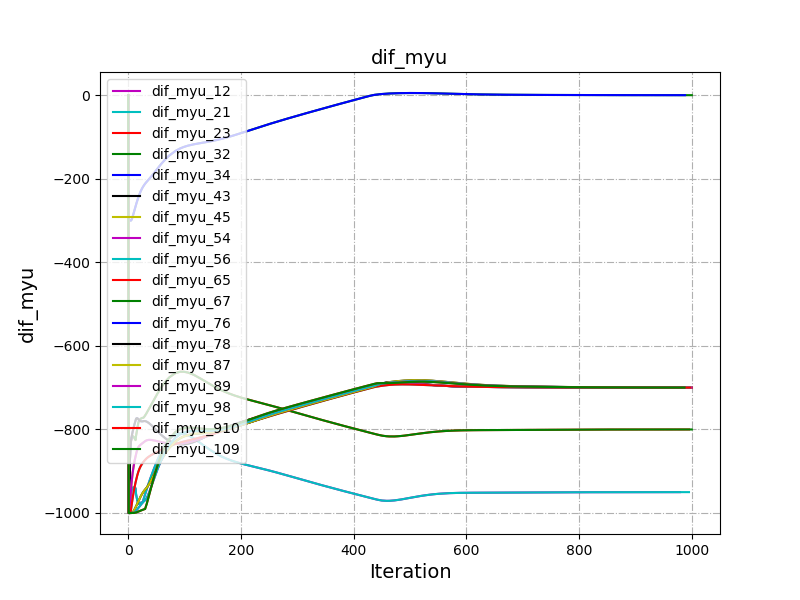 dif_myu
dif_myu
0
−200
−400
−600
−800
−1000
dif_myu_12
dif_myu_21
dif_myu_23
dif_myu_32
dif_myu_34
dif_myu_43
dif_myu_45
dif_myu_54
dif_myu_56
dif_myu_65
dif_myu_67
dif_myu_76
dif_myu_78
dif_myu_87
dif_myu_89
dif_myu_98
dif_myu_910
dif_myu_109
0 200 400 600 800 1000
Iteration